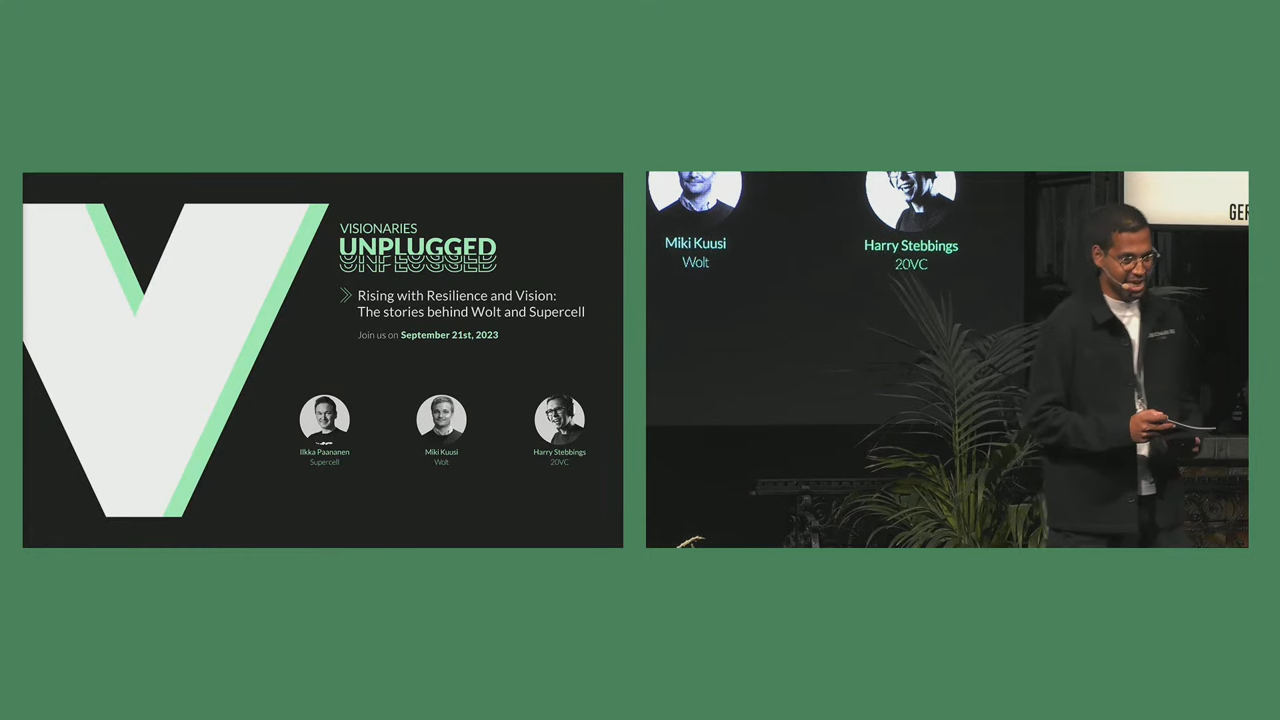 VISIONARIES
UNPLUGGED
UNPLUGGED
Rising with Resilience and Vision:
The stories behind Wolt and Supercell
Join us on September 21st, 2023
Ilkka Paananen
Supercell
Miki Kuusi
Wolt
Harry Stebbings
20VC
Miki Kuusi
Wolt
Harry Stebbings
20VC
GER